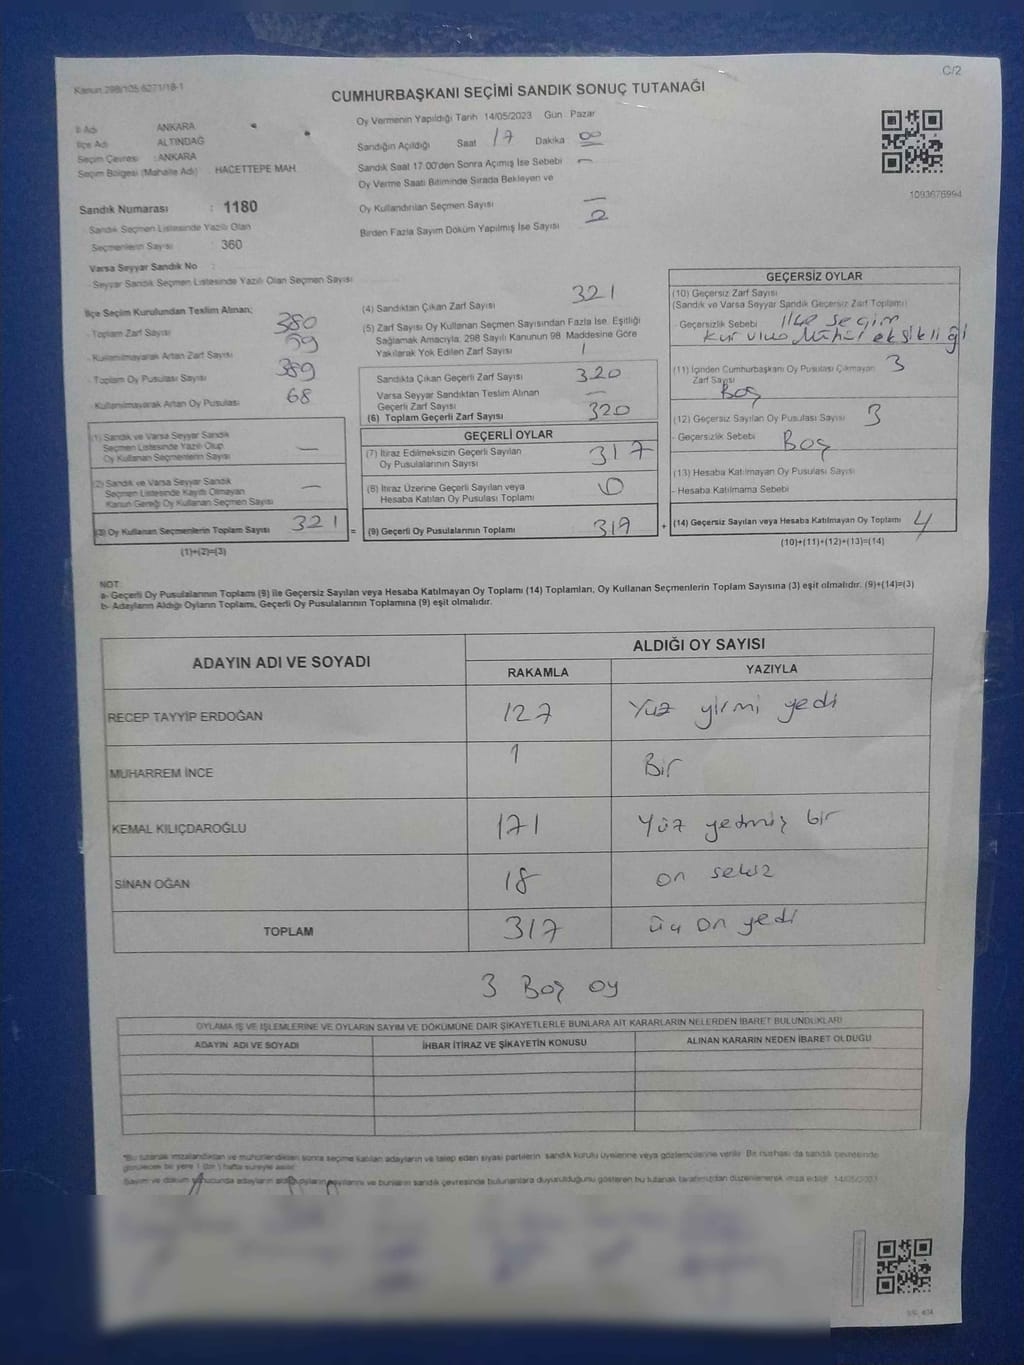 C/2
Kanun 298/105 6271/18-1
CUMHURBAŞKANI SEÇİMİ SANDIK SONUÇ TUTANAĞI
İl Adı ANKARA
İlçe Adı ALTINDAĞ
Seçim Çevresi : ANKARA
Seçim Bölgesi (Mahalle Adı) HACETTEPE MAH.
Sandık Numarası : 1180
Sandık Seçmen Listesinde Yazılı Olan
Seçmenlerin Sayısı : 360
Varsa Seyyar Sandık No :
- Seyyar Sandık Seçmen Listesinde Yazılı Olan Seçmen Sayısı
Oy Vermenin Yapıldığı Tarih 14/05/2023 Gün : Pazar
Sandığın Açıldığı Saat 17 Dakika 00
Sandık Saat 17.00'den Sonra Açımış İse Sebebi —
Oy Verme Saati Bitiminde Sırada Bekleyen ve
Oy Kullandırılan Seçmen Sayısı —
Birden Fazla Sayım Döküm Yapılmış İse Sayısı
1093676994
İlçe Seçim Kurulundan Teslim Alınan;
- Toplam Zarf Sayısı 380
- Kullanılmayarak Artan Zarf Sayısı 59
- Toplam Oy Pusulası Sayısı 389
- Kullanılmayarak Artan Oy Pusulası 68
(1) Sandık ve Varsa Seyyar Sandık
Seçmen Listesinde Yazılı Olup
Oy Kullanan Seçmenlerin Sayısı —
(2) Sandık ve Varsa Seyyar Sandık
Seçmen Listesinde Kayıtlı Olmayan
Kanun Gereği Oy Kullanan Seçmen Sayısı —
(3) Oy Kullanan Seçmenlerin Toplam Sayısı 321 =
(1)+(2)=(3)
(4) Sandıktan Çıkan Zarf Sayısı 321
(5) Zarf Sayısı Oy Kullanan Seçmen Sayısından Fazla İse, Eşitliği
Sağlamak Amacıyla, 298 Sayılı Kanunun 98. Maddesine Göre
Yakılarak Yok Edilen Zarf Sayısı
Sandıkta Çıkan Geçerli Zarf Sayısı 320
Varsa Seyyar Sandıktan Teslim Alınan
Geçerli Zarf Sayısı —
(6) Toplam Geçerli Zarf Sayısı 320
GEÇERLİ OYLAR
(7) İtiraz Edilmeksizin Geçerli Sayılan
Oy Pusulalarının Sayısı 317
(8) İtiraz Üzerine Geçerli Sayılan veya
Hesaba Katılan Oy Pusulası Toplamı 0
(9) Geçerli Oy Pusulalarının Toplamı 317 +
GEÇERSİZ OYLAR
(10) Geçersiz Zarf Sayısı
(Sandık ve Varsa Seyyar Sandık Geçersiz Zarf Toplamı)
- Geçersizlik Sebebi ilçe seçim
kurulu Mühür eksikliği
(11) İçinden Cumhurbaşkanı Oy Pusulası Çıkmayan
Zarf Sayısı 3
Boş
(12) Geçersiz Sayılan Oy Pusulası Sayısı 3
- Geçersizlik Sebebi Boş
(13) Hesaba Katılmayan Oy Pusulası Sayısı
- Hesaba Katılmama Sebebi
(14) Geçersiz Sayılan veya Hesaba Katılmayan Oy Toplamı 4
(10)+(11)+(12)+(13)=(14)
NOT:
a- Geçerli Oy Pusulalarının Toplamı (9) ile Geçersiz Sayılan veya Hesaba Katılmayan Oy Toplamı (14) Toplamları, Oy Kullanan Seçmenlerin Toplam Sayısına (3) eşit olmalıdır. (9)+(14)=(3)
b- Adayların Aldığı Oyların Toplamı, Geçerli Oy Pusulalarının Toplamına (9) eşit olmalıdır.
ADAYIN ADI VE SOYADI
ALDIĞI OY SAYISI
RAKAMLA YAZIYLA
RECEP TAYYİP ERDOĞAN 127 Yüz yirmi yedi
MUHARREM İNCE 1 Bir
KEMAL KILIÇDAROĞLU 171 Yüz yetmiş bir
SİNAN OĞAN 18 on sekiz
TOPLAM 317 üç on yedi
3 Boş oy
OYLAMA İŞ VE İŞLEMLERİNE VE OYLARIN SAYIM VE DÖKÜMÜNE DAİR ŞİKAYETLERLE BUNLARA AİT KARARLARIN NELERDEN İBARET BULUNDUKLARI
ADAYIN ADI VE SOYADI İHBAR İTİRAZ VE ŞİKAYETİN KONUSU ALINAN KARARIN NEDEN İBARET OLDUĞU
*Bu tutanak imzalandıktan ve mühürlendikten sonra seçime katılan adayların ve talep eden siyasi partilerin sandık kurulu üyelerine veya gözlemcilerine verilir. Bir nüshası da sandık çevresinde
görülecek bir yere 1 (bir) hafta süreyle asılır.
Sayım ve döküm sonucunda adayların aldığı oyların sayılarını ve bunların sandık çevresinde bulunanlara duyurulduğunu gösteren bu tutanak tarafımızdan düzenlenerek imza edildi. 14/05/2023